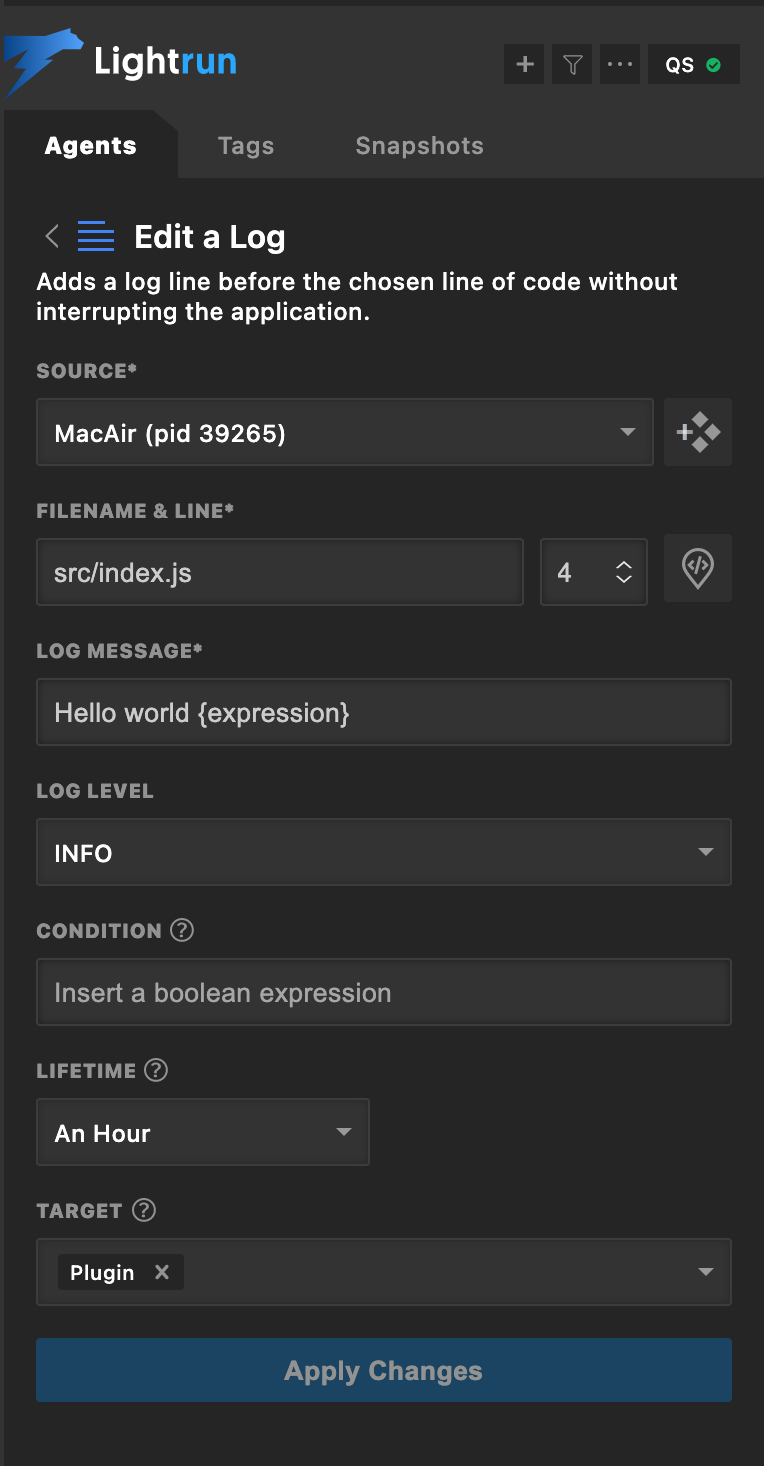 Lightrun
QS
Agents Tags Snapshots
Edit a Log
Adds a log line before the chosen line of code without
interrupting the application.
SOURCE*
MacAir (pid 39265)
FILENAME & LINE*
src/index.js 4
LOG MESSAGE*
Hello world {expression}
LOG LEVEL
INFO
CONDITION ?
Insert a boolean expression
LIFETIME ?
An Hour
TARGET ?
Plugin
Apply Changes